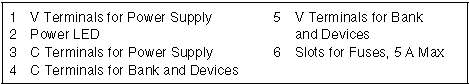 1 V Terminals for Power Supply
2 Power LED
3 C Terminals for Power Supply
4 C Terminals for Bank and Devices
5 V Terminals for Bank
and Devices
6 Slots for Fuses, 5 A Max